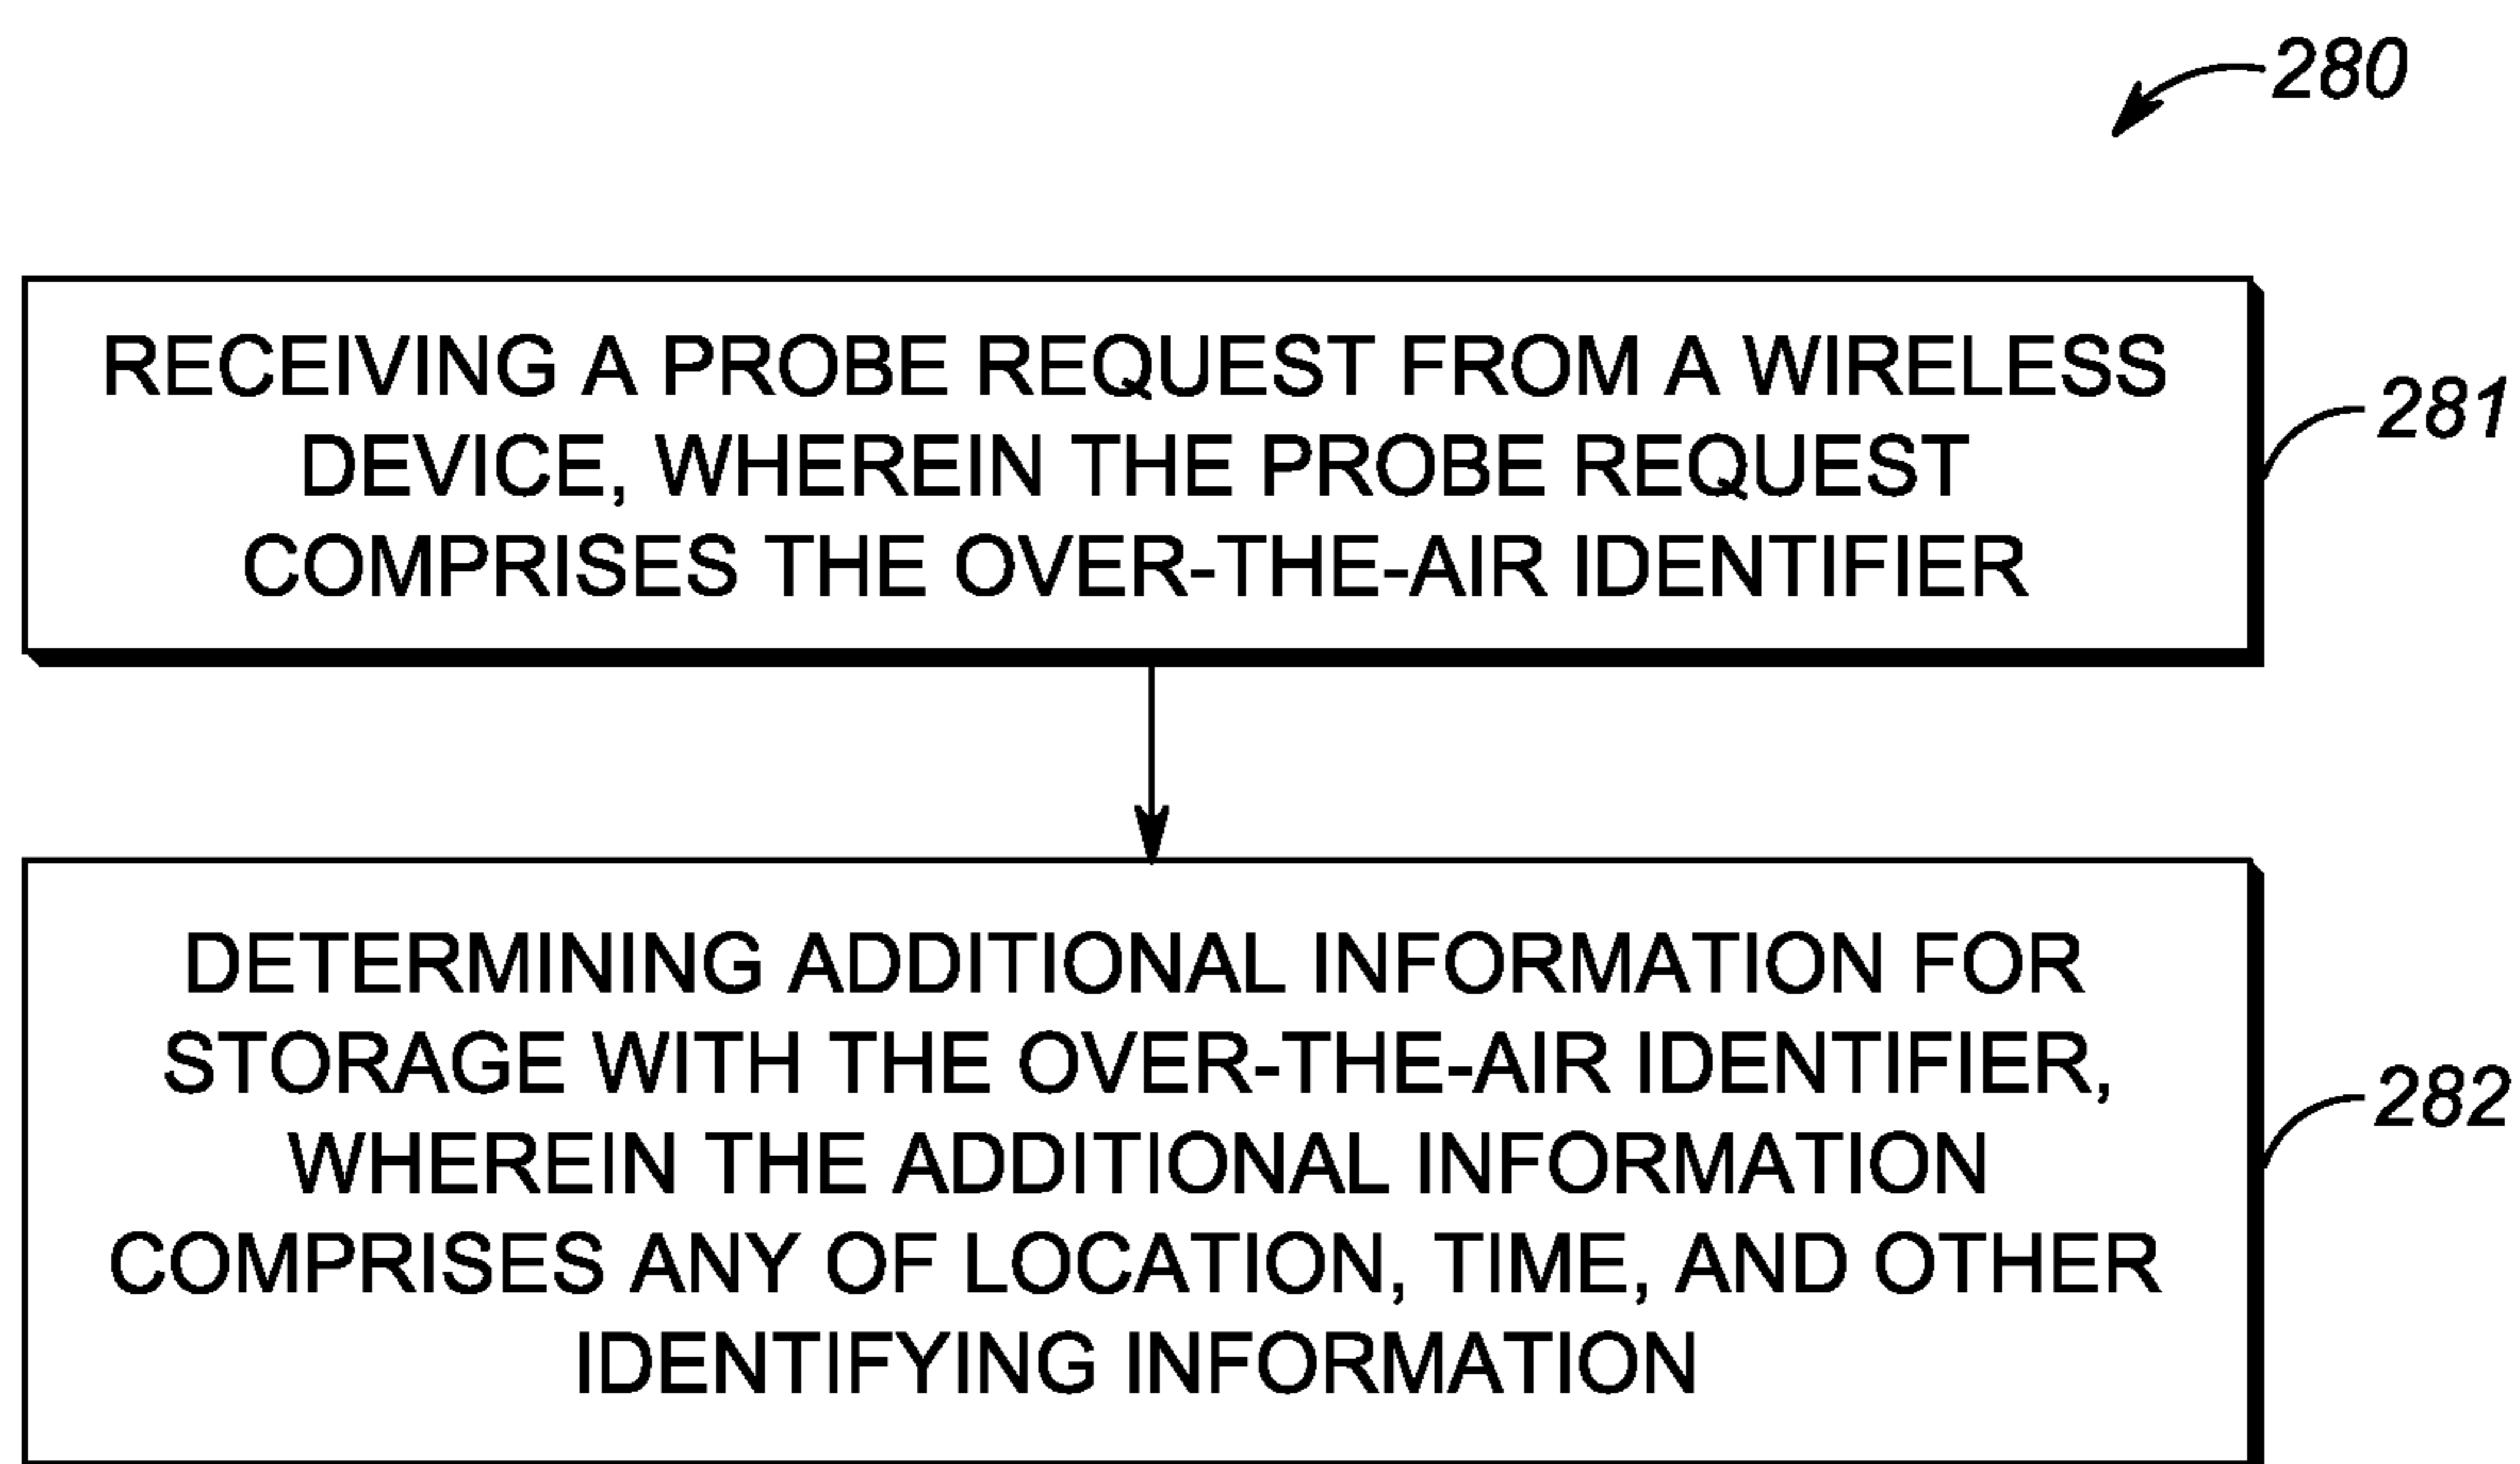 280
RECEIVING A PROBE REQUEST FROM A WIRELESS
DEVICE, WHEREIN THE PROBE REQUEST
COMPRISES THE OVER-THE-AIR IDENTIFIER
281
DETERMINING ADDITIONAL INFORMATION FOR
STORAGE WITH THE OVER-THE-AIR IDENTIFIER,
WHEREIN THE ADDITIONAL INFORMATION
COMPRISES ANY OF LOCATION, TIME, AND OTHER
IDENTIFYING INFORMATION
282